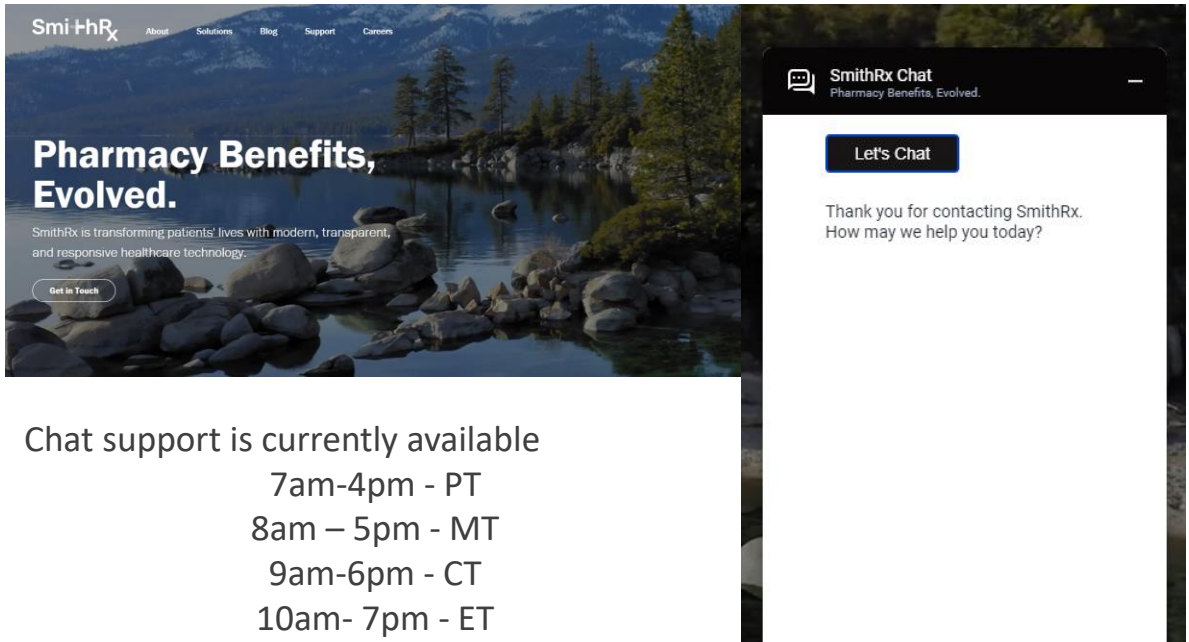 SmithRx
About Solutions Blog Support Careers
Pharmacy Benefits,
Evolved.
SmithRx is transforming patients' lives with modern, transparent,
and responsive healthcare technology.
Get in Touch
Chat support is currently available
7am-4pm - PT
8am – 5pm - MT
9am-6pm - CT
10am- 7pm - ET
SmithRx Chat
Pharmacy Benefits, Evolved.
Let's Chat
Thank you for contacting SmithRx.
How may we help you today?